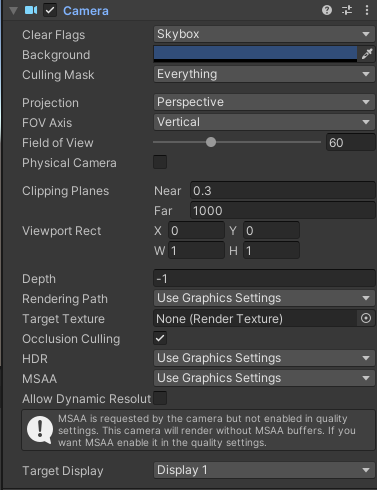 Camera
Clear Flags Skybox
Background
Culling Mask Everything
Projection Perspective
FOV Axis Vertical
Field of View 60
Physical Camera
Clipping Planes Near 0.3
Far 1000
Viewport Rect X 0 Y 0
W 1 H 1
Depth -1
Rendering Path Use Graphics Settings
Target Texture None (Render Texture)
Occlusion Culling
HDR Use Graphics Settings
MSAA Use Graphics Settings
Allow Dynamic Resolut
MSAA is requested by the camera but not enabled in quality
settings. This camera will render without MSAA buffers. If you
want MSAA enable it in the quality settings.
Target Display Display 1